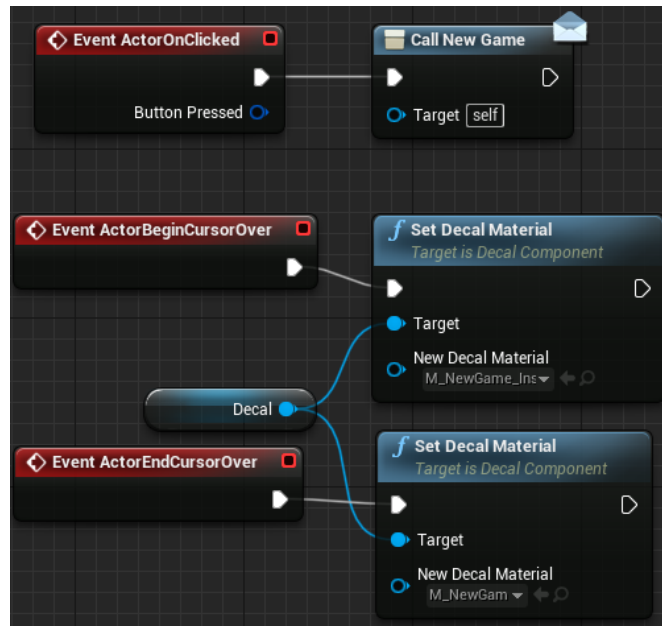 Event ActorOnClicked
Button Pressed
Call New Game
Target self
Event ActorBeginCursorOver
Set Decal Material
Target is Decal Component
Target
New Decal Material
M_NewGame_Ins
Decal
Event ActorEndCursorOver
Set Decal Material
Target is Decal Component
Target
New Decal Material
M_NewGam